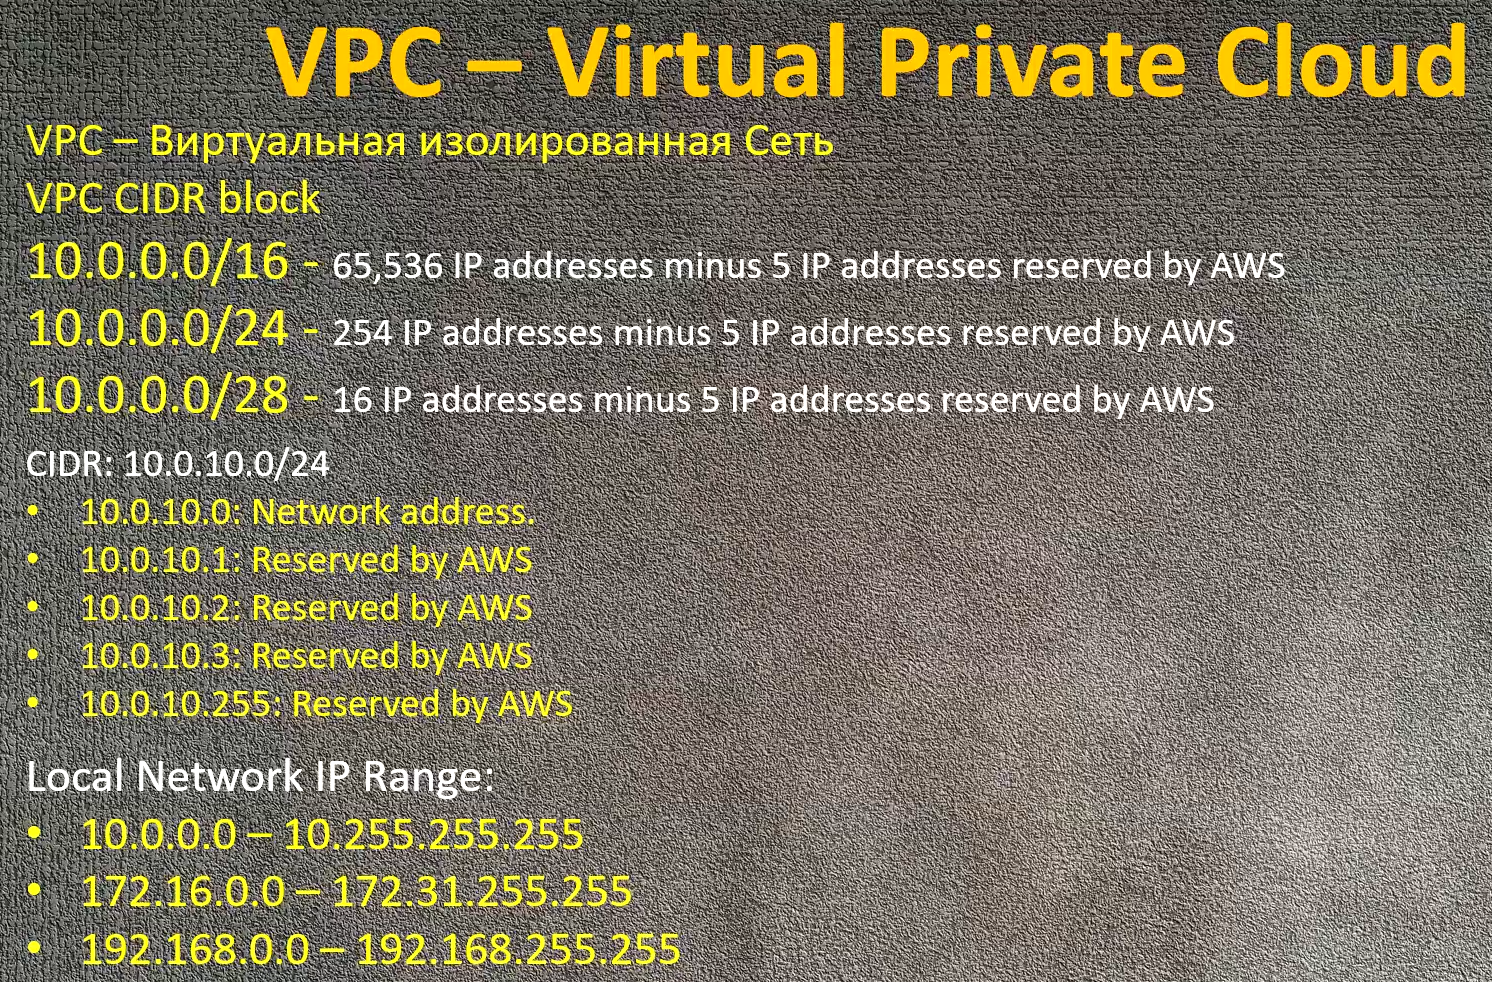 VPC – Virtual Private Cloud
VPC – Виртуальная изолированная Сеть
VPC CIDR block
10.0.0.0/16 - 65,536 IP addresses minus 5 IP addresses reserved by AWS
10.0.0.0/24 - 254 IP addresses minus 5 IP addresses reserved by AWS
10.0.0.0/28 - 16 IP addresses minus 5 IP addresses reserved by AWS
CIDR: 10.0.10.0/24
• 10.0.10.0: Network address.
• 10.0.10.1: Reserved by AWS
• 10.0.10.2: Reserved by AWS
• 10.0.10.3: Reserved by AWS
• 10.0.10.255: Reserved by AWS
Local Network IP Range:
• 10.0.0.0 – 10.255.255.255
• 172.16.0.0 – 172.31.255.255
• 192.168.0.0 – 192.168.255.255